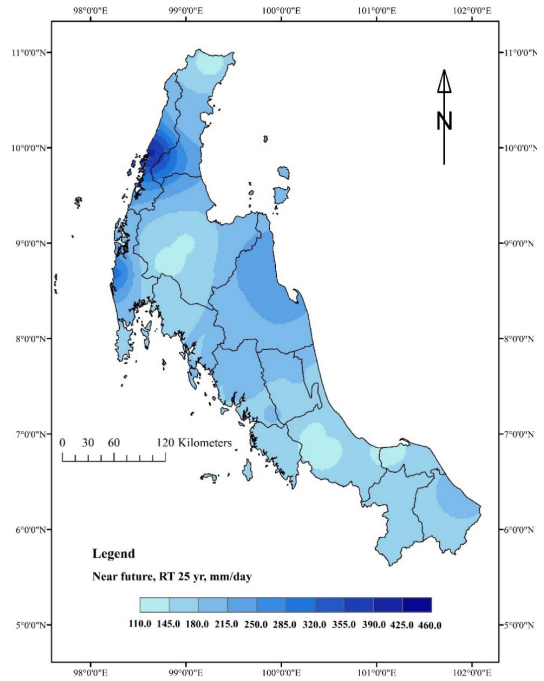 98°0'0"E 99°0'0"E 100°0'0"E 101°0'0"E 102°0'0"E
11°0'0"N 11°0'0"N
N
10°0'0"N 10°0'0"N
9°0'0"N 9°0'0"N
8°0'0"N 8°0'0"N
7°0'0"N 7°0'0"N
0 30 60 120 Kilometers
6°0'0"N 6°0'0"N
Legend
Near future, RT 25 yr, mm/day
5°0'0"N 5°0'0"N
110.0 145.0 180.0 215.0 250.0 285.0 320.0 355.0 390.0 425.0 460.0
98°0'0"E 99°0'0"E 100°0'0"E 101°0'0"E 102°0'0"E